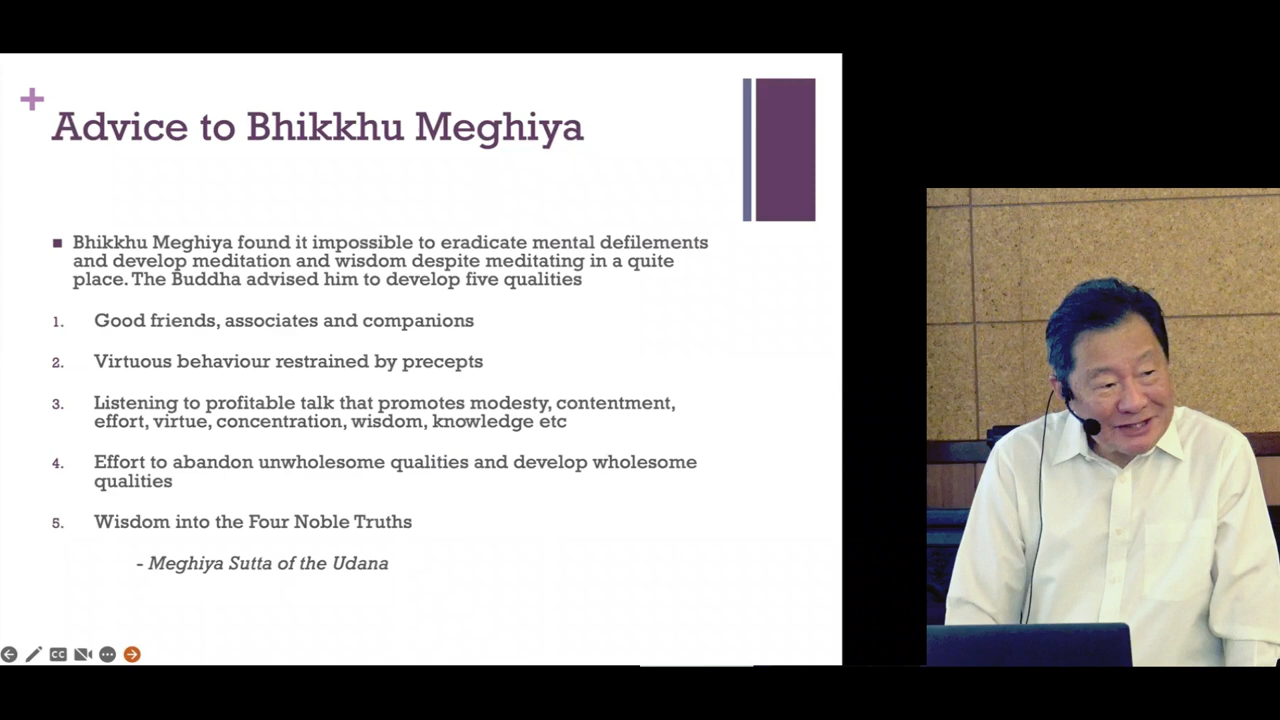 Advice to Bhikkhu Meghiya
Bhikkhu Meghiya found it impossible to eradicate mental defilements
and develop meditation and wisdom despite meditating in a quite
place. The Buddha advised him to develop five qualities
1. Good friends, associates and companions
2. Virtuous behaviour restrained by precepts
3. Listening to profitable talk that promotes modesty, contentment,
effort, virtue, concentration, wisdom, knowledge etc
4. Effort to abandon unwholesome qualities and develop wholesome
qualities
5. Wisdom into the Four Noble Truths
- Meghiya Sutta of the Udana
CC